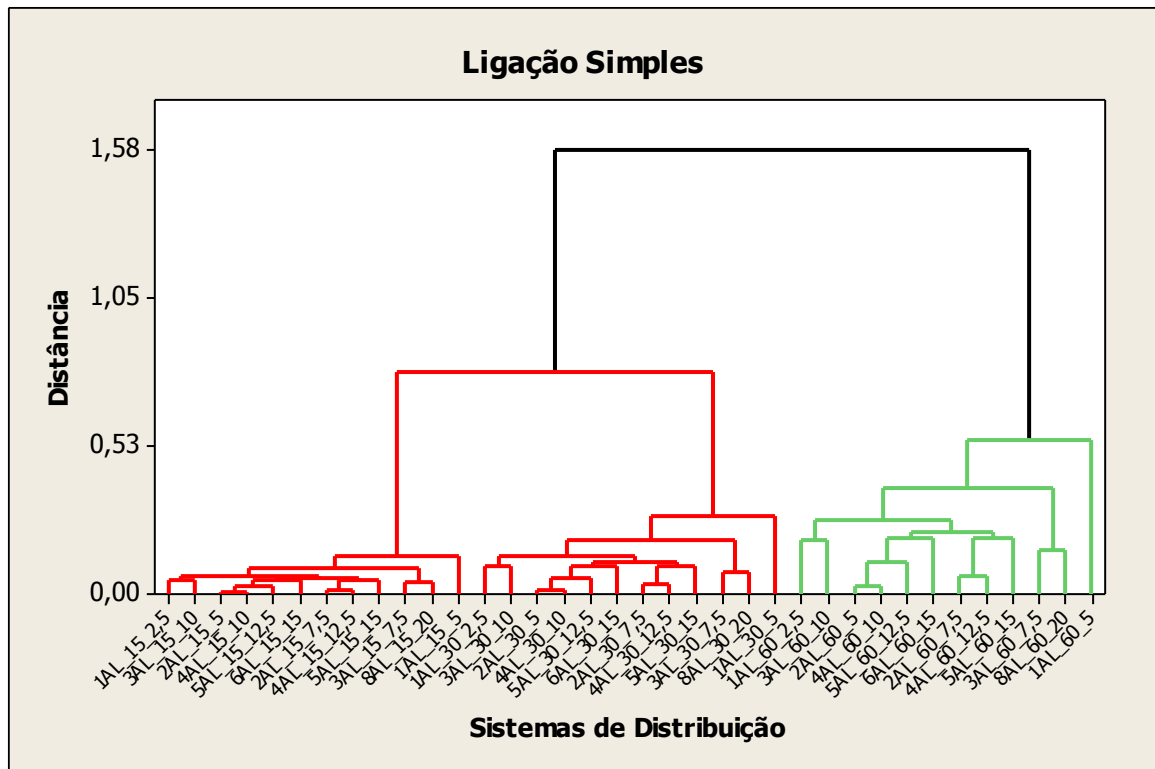 Ligação Simples
1,58
1,05
0,53
0,00
Distância
1AL_15_2,5
3AL_15_10
2AL_15_5
4AL_15_10
5AL_15_12,5
6AL_15_15
2AL_15_7,5
4AL_15_12,5
5AL_15_15
3AL_15_7,5
8AL_15_20
1AL_15_5
1AL_30_2,5
3AL_30_10
2AL_30_5
4AL_30_10
5AL_30_12,5
6AL_30_15
2AL_30_7,5
4AL_30_12,5
5AL_30_15
3AL_30_7,5
8AL_30_20
1AL_30_5
1AL_60_2,5
3AL_60_10
2AL_60_5
4AL_60_10
5AL_60_12,5
6AL_60_15
2AL_60_7,5
4AL_60_12,5
5AL_60_15
3AL_60_7,5
8AL_60_20
1AL_60_5
Sistemas de Distribuição